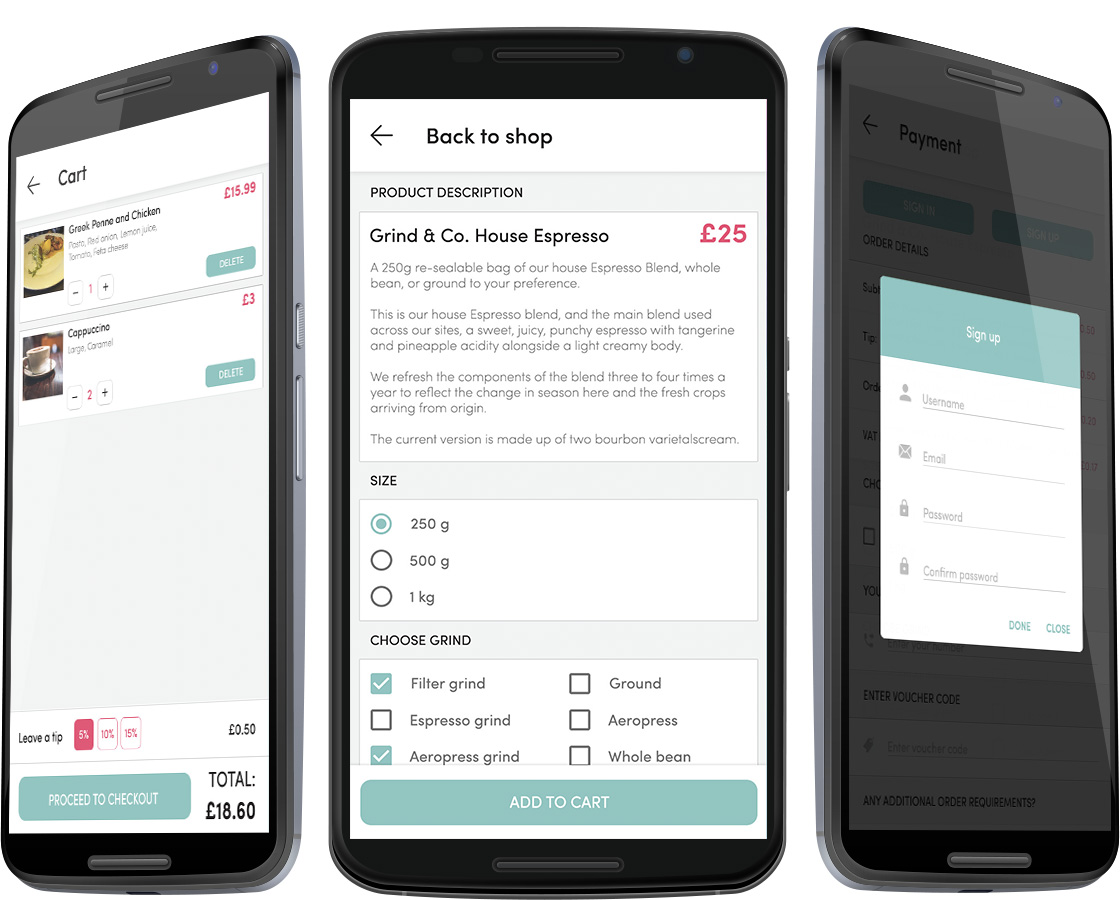 Cart
£15.99
Greek Penne and Chicken
Pasta, Red onion, Lemon juice,
Tomato, Feta cheese
DELETE
− 1 +
£3
Cappuccino
Large, Caramel
DELETE
− 2 +
Leave a tip 5% 10% 15% £0.50
PROCEED TO CHECKOUT
TOTAL:
£18.60
Back to shop
PRODUCT DESCRIPTION
Grind & Co. House Espresso £25
A 250g re-sealable bag of our house Espresso Blend, whole
bean, or ground to your preference.
This is our house Espresso blend, and the main blend used
across our sites, a sweet, juicy, punchy espresso with tangerine
and pineapple acidity alongside a light creamy body.
We refresh the components of the blend three to four times a
year to reflect the change in season here and the fresh crops
arriving from origin.
The current version is made up of two bourbon varietalscream.
SIZE
250 g
500 g
1 kg
CHOOSE GRIND
Filter grind Ground
Espresso grind Aeropress
Aeropress grind Whole bean
ADD TO CART
Payment
SIGN IN SIGN UP
ORDER DETAILS
Tip:
VAT
Sign up
Username
Email
Password
Confirm password
DONE CLOSE
Enter your number
ENTER VOUCHER CODE
Enter voucher code
ANY ADDITIONAL ORDER REQUIREMENTS?